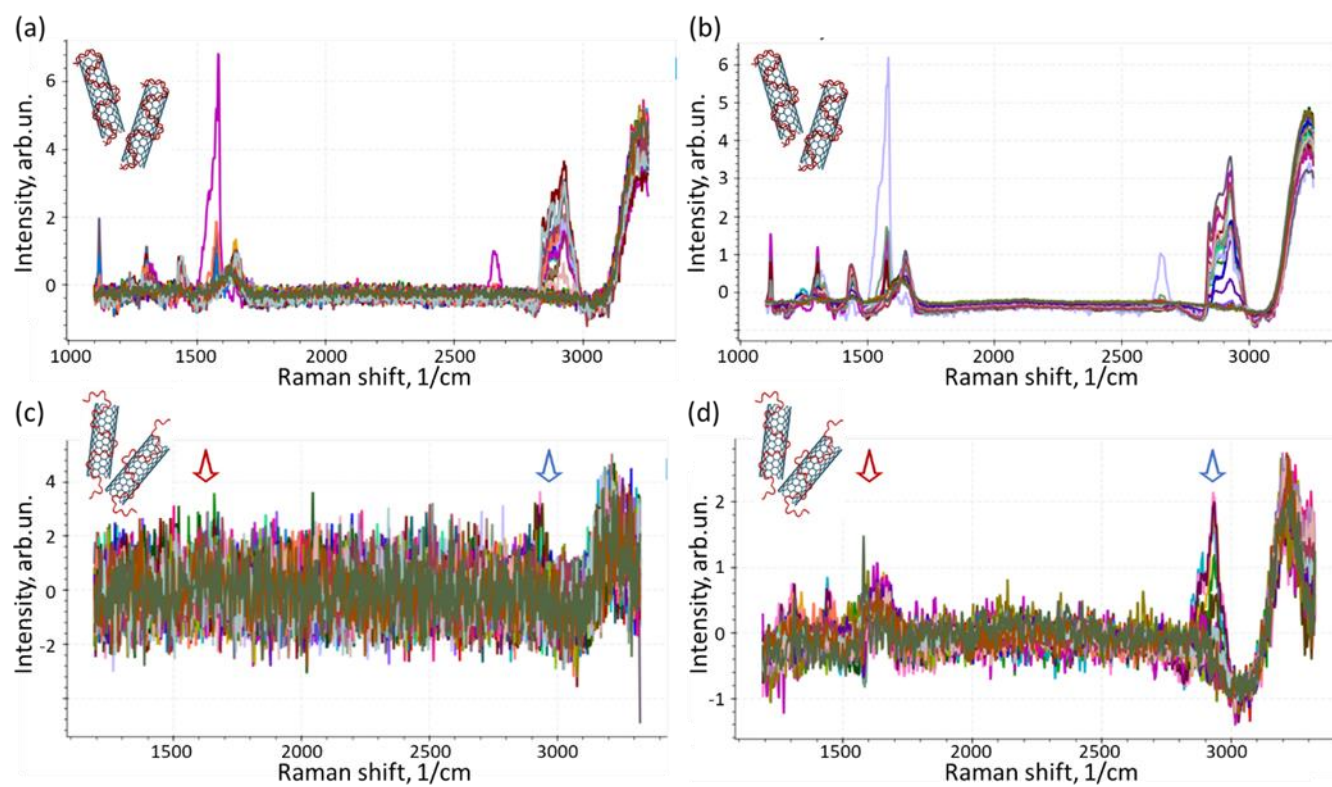 (a)
6
4
2
0
Intensity, arb.un.
1000 1500 2000 2500 3000
Raman shift, 1/cm
(b)
6
5
4
3
2
1
0
Intensity, arb.un.
1000 1500 2000 2500 3000
Raman shift, 1/cm
(c)
4
2
0
-2
Intensity, arb.un.
1500 2000 2500 3000
Raman shift, 1/cm
(d)
2
1
0
-1
Intensity, arb.un.
1500 2000 2500 3000
Raman shift, 1/cm